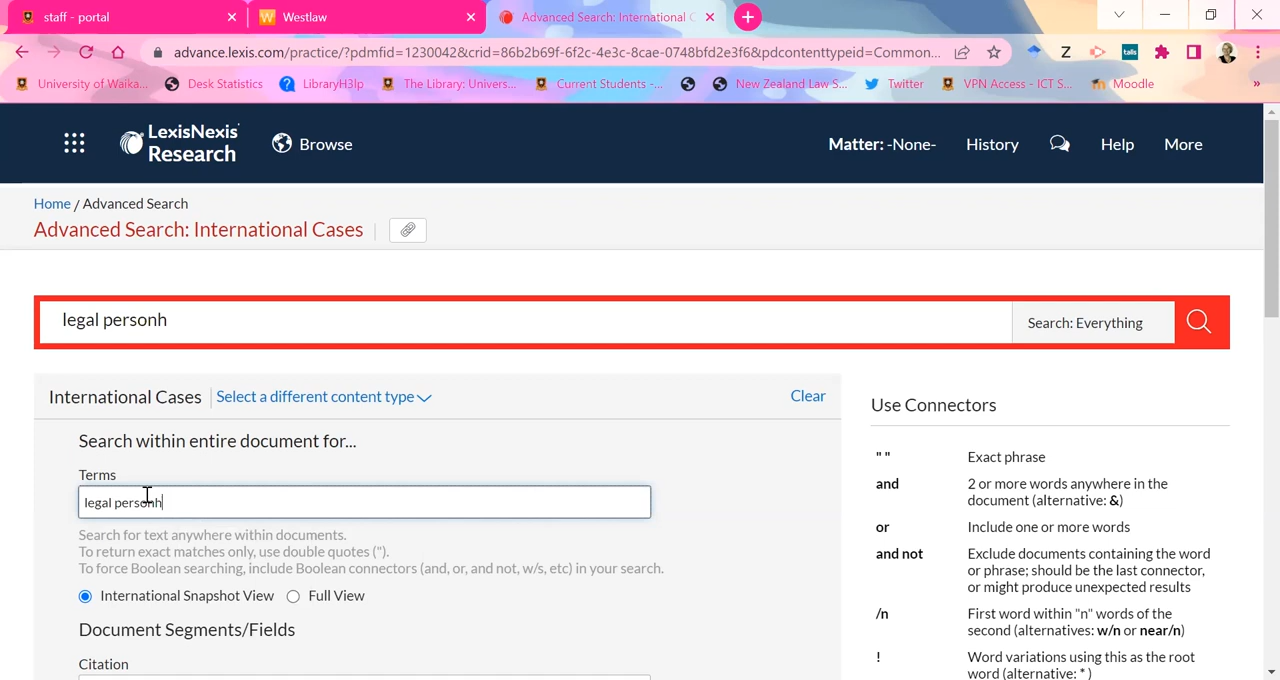 staff - portal
Westlaw
Advanced Search: International C
advance.lexis.com/practice/?pdmfid=1230042&crid=86b2b69f-6f2c-4e3c-8cae-0748bfd2e3f6&pdcontenttypeid=Common...
Z
talis
University of Waika...
Desk Statistics
LibraryH3lp
The Library: Univers...
Current Students -...
New Zealand Law S...
Twitter
VPN Access - ICT S...
Moodle
»
LexisNexis
Research
Browse
Matter: -None-
History
Help
More
Home / Advanced Search
Advanced Search: International Cases
legal personh
Search: Everything
International Cases
Select a different content type
Clear
Search within entire document for...
Terms
legal personh
Search for text anywhere within documents.
To return exact matches only, use double quotes (").
To force Boolean searching, include Boolean connectors (and, or, and not, w/s, etc) in your search.
International Snapshot View
Full View
Document Segments/Fields
Citation
Use Connectors
" " Exact phrase
and 2 or more words anywhere in the
document (alternative: &)
or Include one or more words
and not Exclude documents containing the word
or phrase; should be the last connector,
or might produce unexpected results
/n First word within "n" words of the
second (alternatives: w/n or near/n)
! Word variations using this as the root
word (alternative: * )